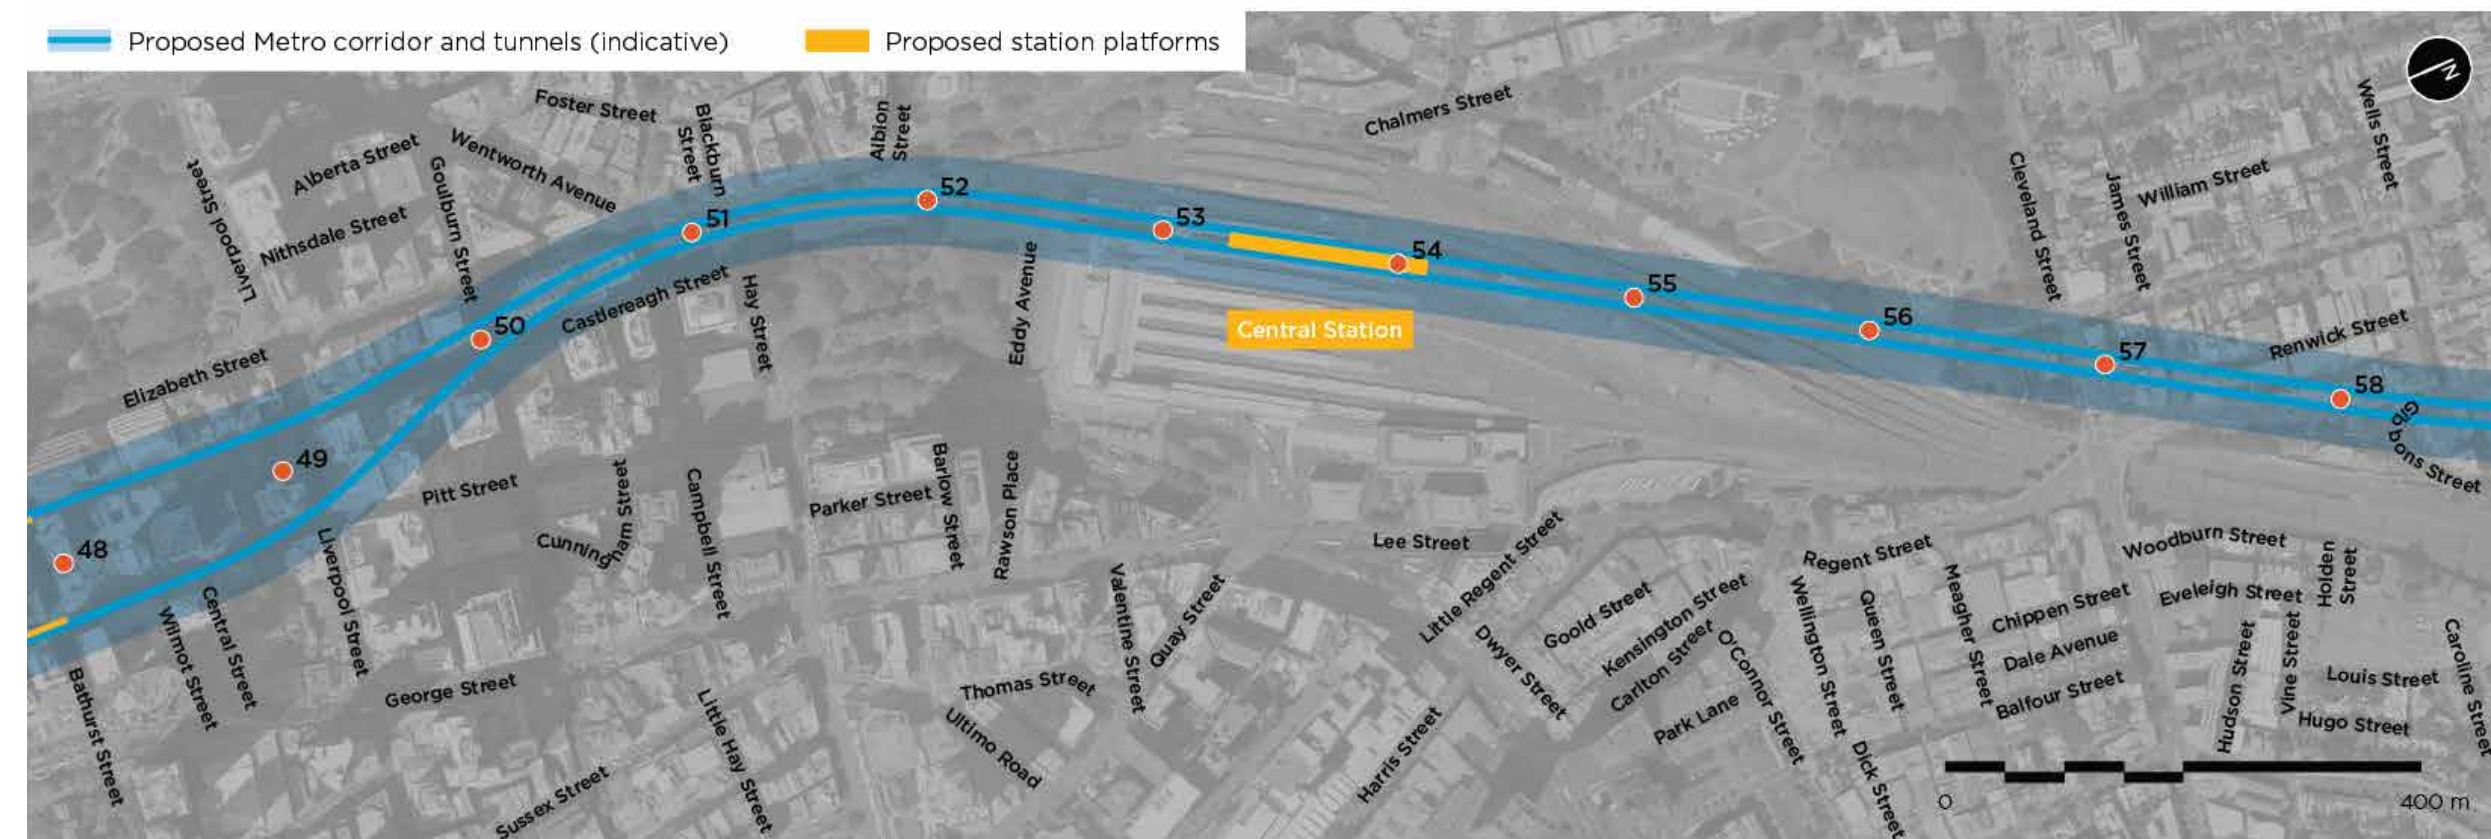 Proposed Metro corridor and tunnels (indicative)
Proposed station platforms
N
Foster Street
Blackburn
Street
Albion
Street
Chalmers Street
Wells Street
Alberta Street
Wentworth Avenue
Goulburn Street
Liverpool Street
Nithsdale Street
Cleveland Street
James Street
William Street
52
51
53
54
55
56
57
58
50
49
48
Castlereagh Street
Hay Street
Eddy Avenue
Central Station
Renwick Street
Gibbons Street
Elizabeth Street
Pitt Street
Cunningham Street
Campbell Street
Parker Street
Barlow Street
Rawson Place
Lee Street
Little Regent Street
Regent Street
Woodburn Street
Holden
Street
Liverpool Street
Central Street
Wilmot Street
Bathurst Street
George Street
Sussex Street
Little Hay Street
Thomas Street
Ultimo Road
Valentine Street
Quay Street
Harris Street
Dwyer Street
Goold Street
Kensington Street
Carlton Street
Park Lane
O'Connor Street
Wellington Street
Dick Street
Queen Street
Meagher Street
Chippen Street
Dale Avenue
Balfour Street
Eveleigh Street
Hudson Street
Vine Street
Louis Street
Hugo Street
Caroline Street
0
400 m